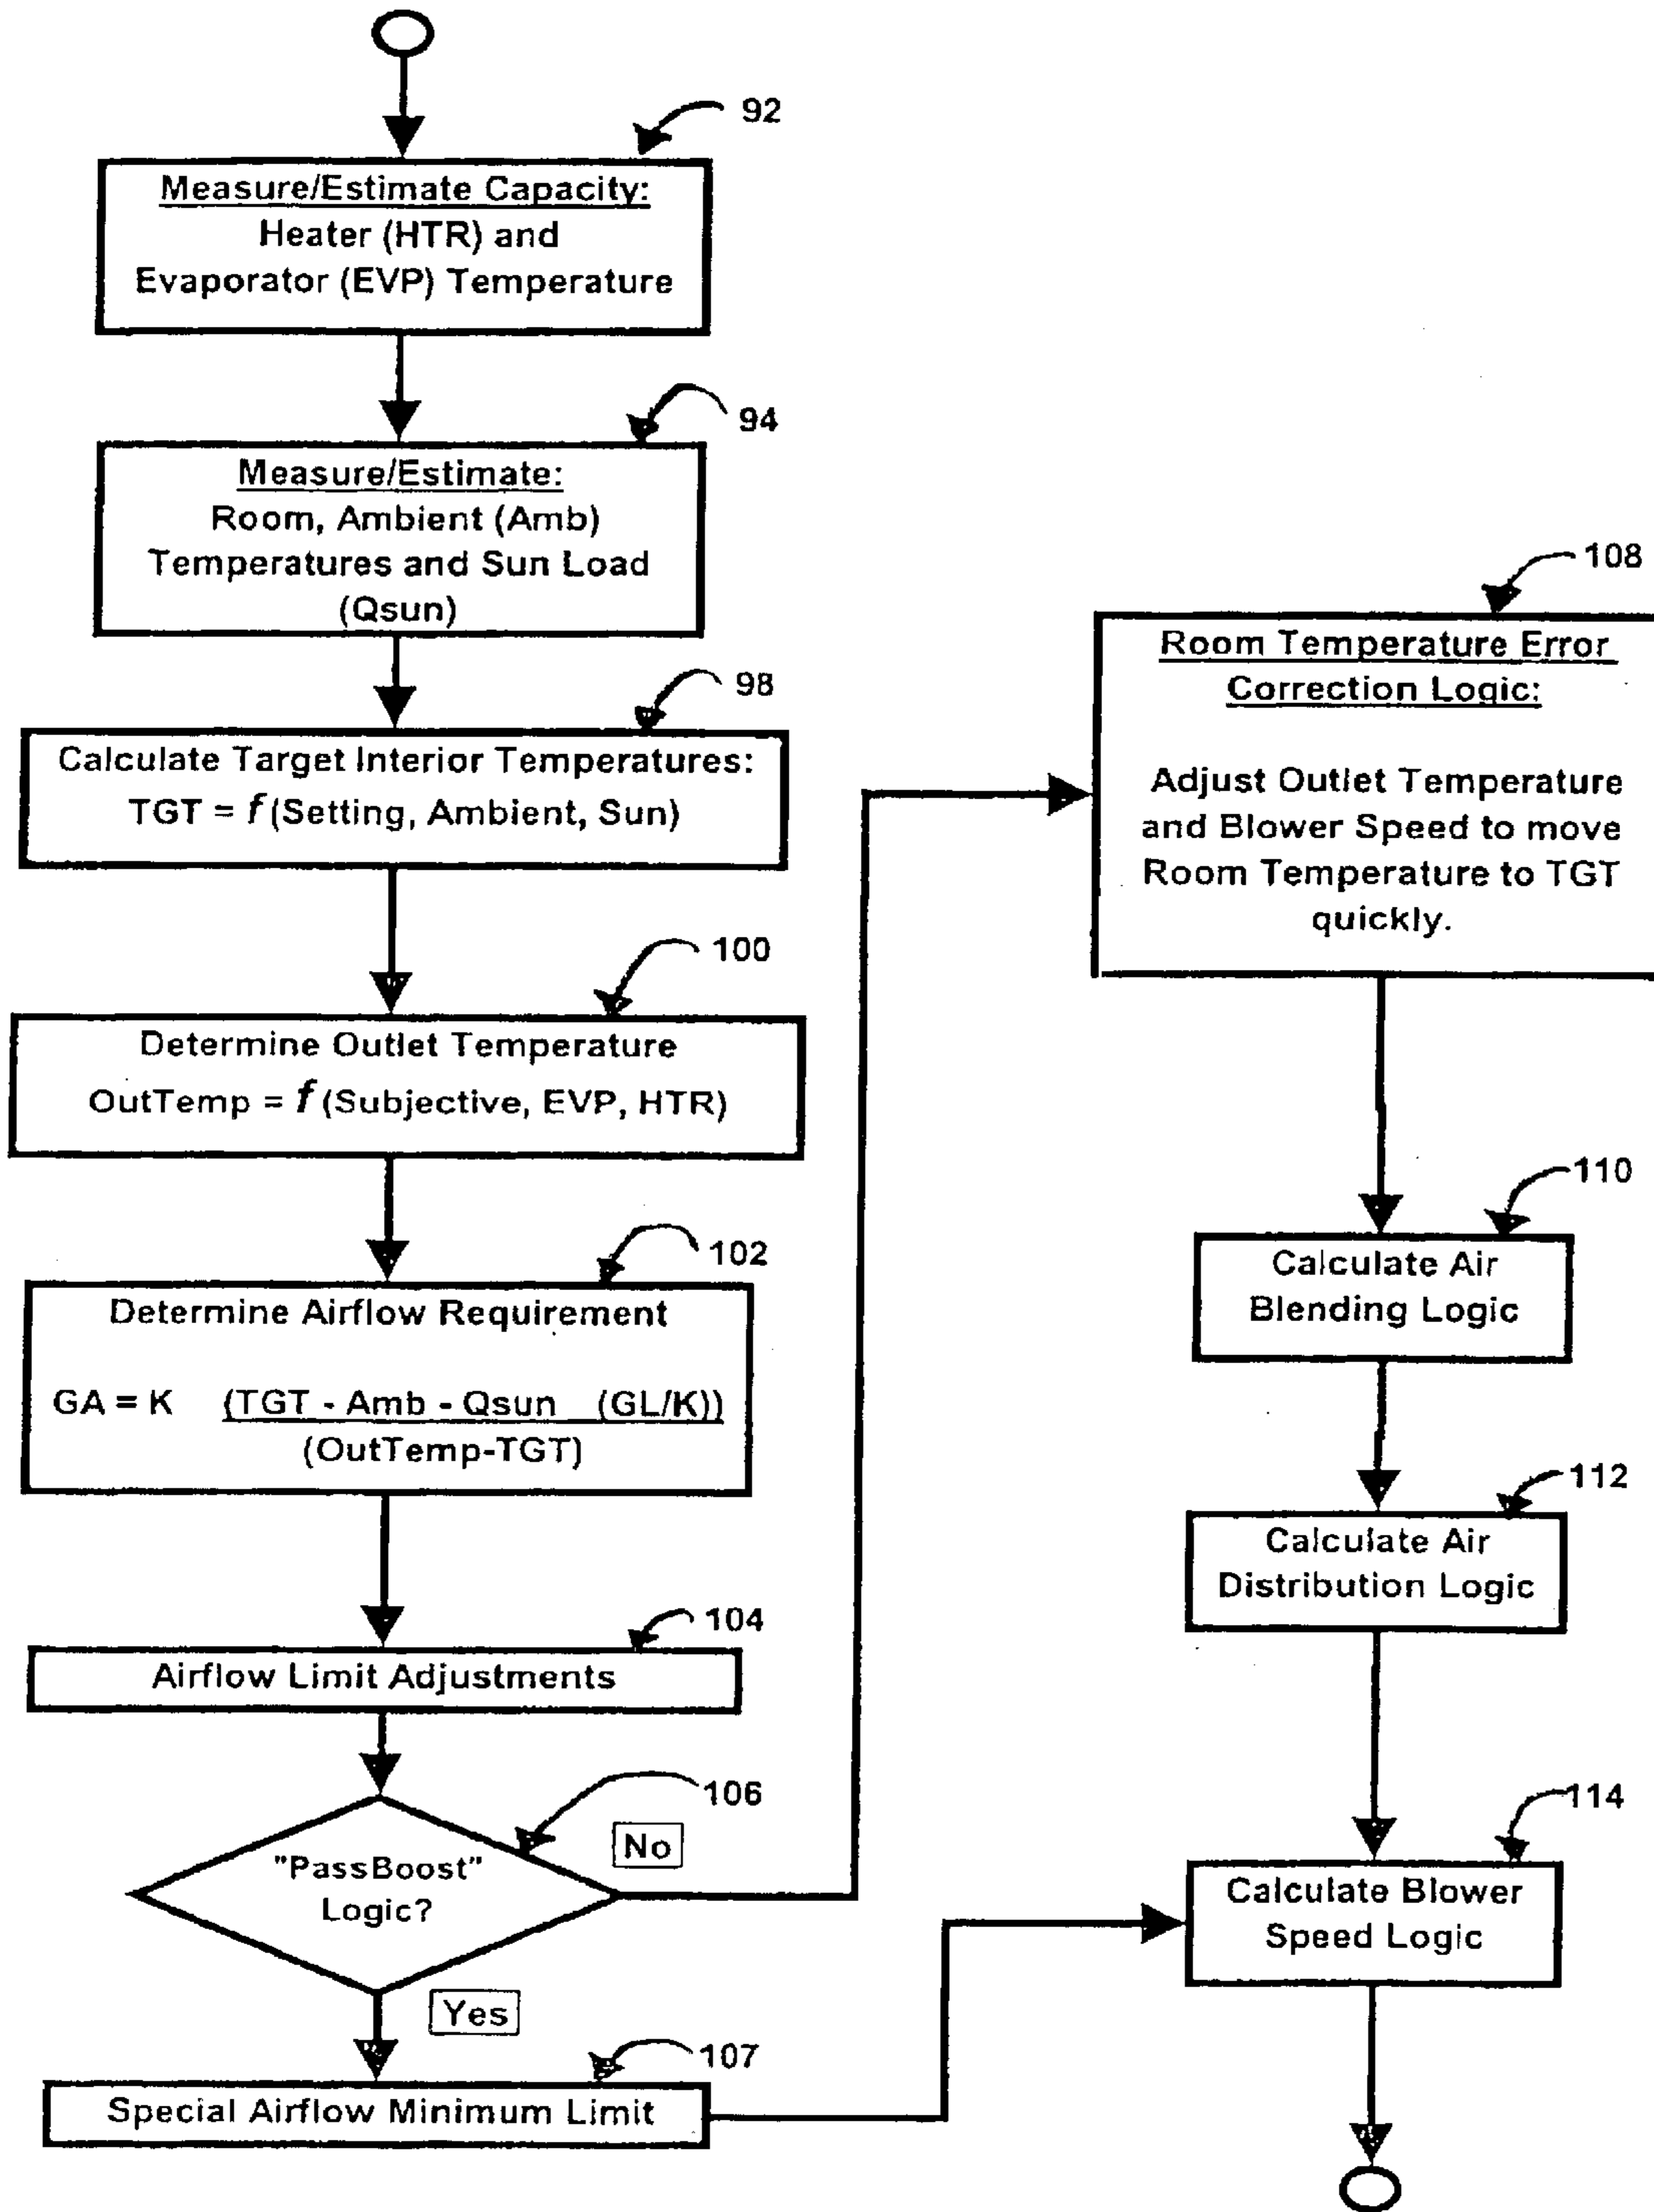 92
Measure/Estimate Capacity:
Heater (HTR) and
Evaporator (EVP) Temperature
94
Measure/Estimate:
Room, Ambient (Amb)
Temperatures and Sun Load
(Qsun)
98
Calculate Target Interior Temperatures:
TGT = f (Setting, Ambient, Sun)
100
Determine Outlet Temperature
OutTemp = f (Subjective, EVP, HTR)
102
Determine Airflow Requirement
GA = K (TGT - Amb - Qsun (GL/K))
(OutTemp-TGT)
104
Airflow Limit Adjustments
106
"PassBoost"
Logic?
No
Yes
107
Special Airflow Minimum Limit
108
Room Temperature Error
Correction Logic:
Adjust Outlet Temperature
and Blower Speed to move
Room Temperature to TGT
quickly.
110
Calculate Air
Blending Logic
112
Calculate Air
Distribution Logic
114
Calculate Blower
Speed Logic